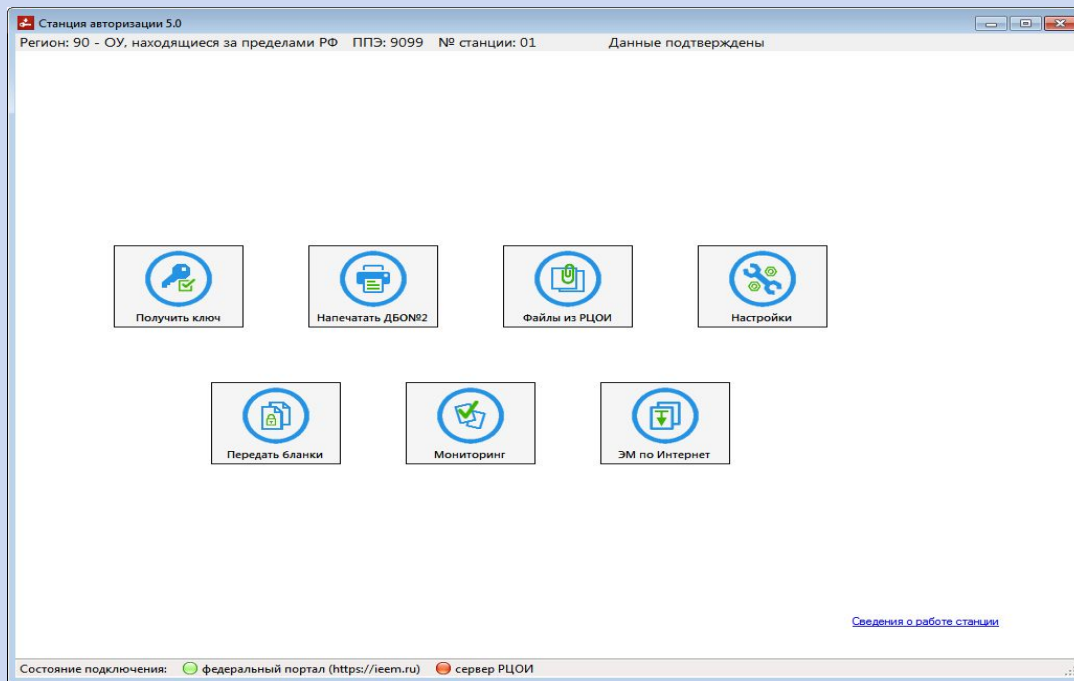 Станция авторизации 5.0
Регион: 90 - ОУ, находящиеся за пределами РФ ППЭ: 9099 № станции: 01 Данные подтверждены
Получить ключ Напечатать ДБО№2 Файлы из РЦОИ Настройки
Передать бланки Мониторинг ЭМ по Интернет
Сведения о работе станции
Состояние подключения: федеральный портал (https://ieem.ru) сервер РЦОИ